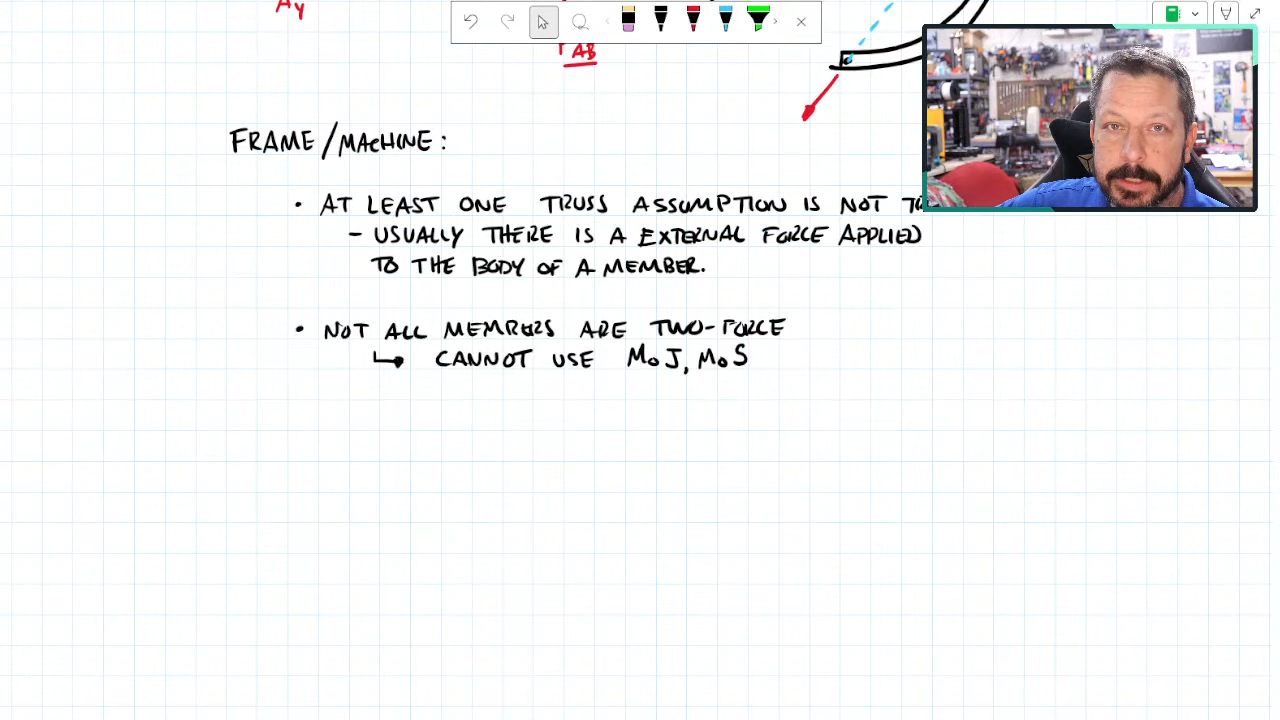 Ay
AB
FRAME/MACHINE:
• AT LEAST ONE TRUSS ASSUMPTION IS NOT
- USUALLY THERE IS A EXTERNAL FORCE APPLIED
TO THE BODY OF A MEMBER.
• NOT ALL MEMBERS ARE TWO-FORCE
↳ CANNOT USE MoJ, MoS